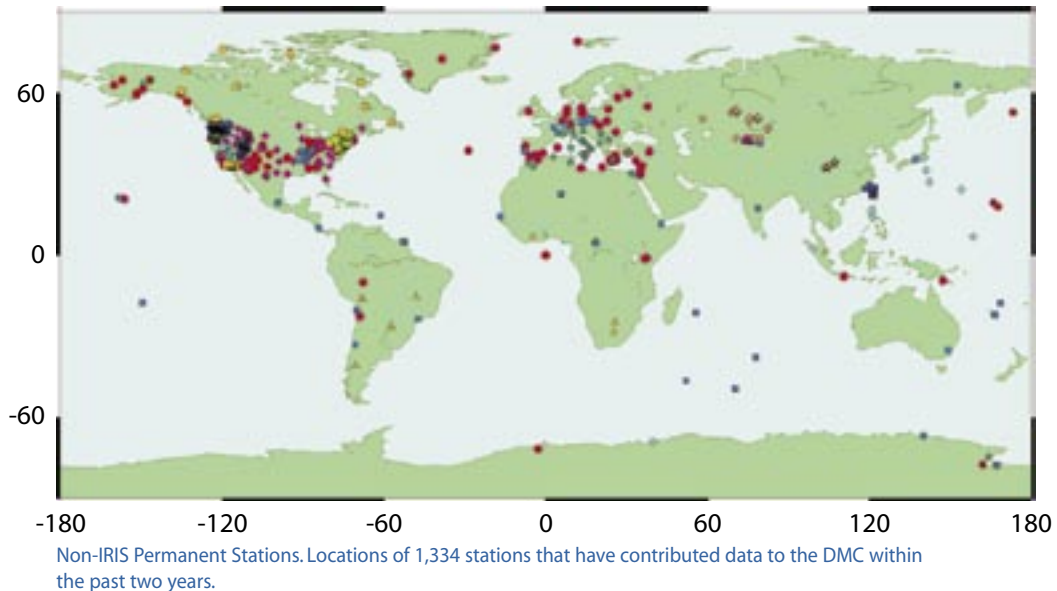 60
0
-60
-180 -120 -60 0 60 120 180
Non-IRIS Permanent Stations. Locations of 1,334 stations that have contributed data to the DMC within
the past two years.